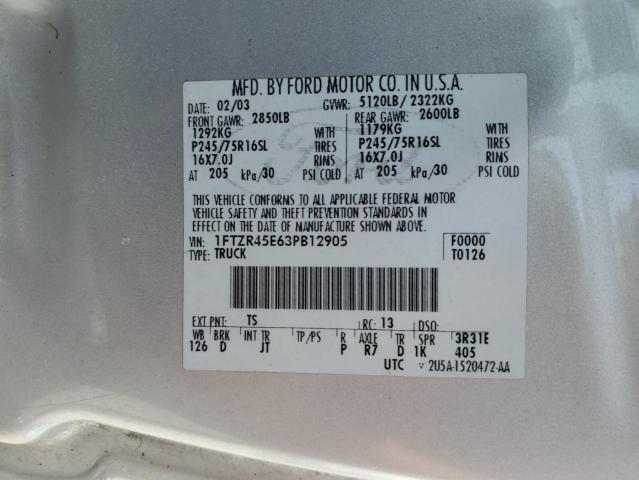 MFD. BY FORD MOTOR CO. IN U.S.A.
DATE: 02/03 GVWR: 5120LB/ 2322KG
FRONT GAWR: 2850LB REAR GAWR: 2600LB
1292KG WITH 1179KG WITH
P245/75R16SL TIRES P245/75R16SL TIRES
16X7.0J RIMS 16X7.0J RIMS
AT 205 kPa/30 PSI COLD AT 205 kPa/30 PSI COLD
THIS VEHICLE CONFORMS TO ALL APPLICABLE FEDERAL MOTOR
VEHICLE SAFETY AND THEFT PREVENTION STANDARDS IN
EFFECT ON THE DATE OF MANUFACTURE SHOWN ABOVE.
VIN: 1FTZR45E63PB12905 F0000
TYPE: TRUCK T0126
EXT PNT: TS RC: 13 DSO:
WB BRK INT TR TP/PS R AXLE TR SPR 3R31E
126 D JT P R7 D 1K 405
UTC ▽ 2U5A-1520472-AA
Ford